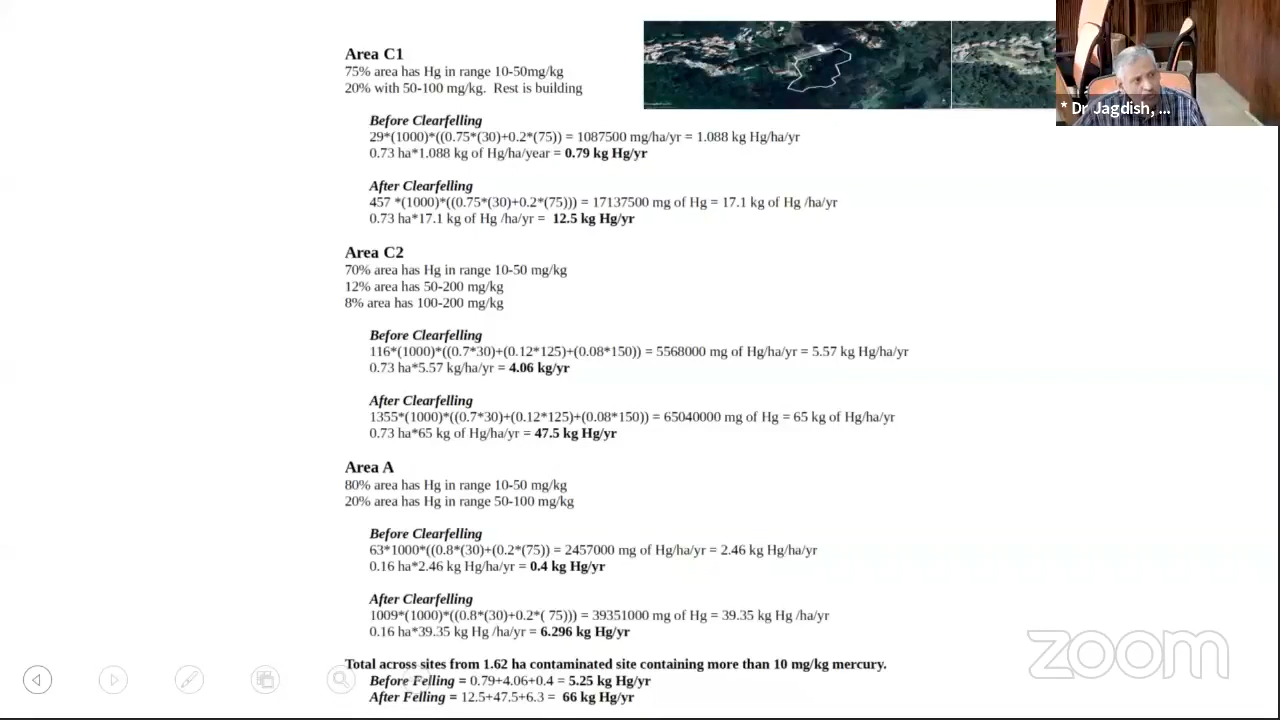 Area C1
75% area has Hg in range 10-50mg/kg
20% with 50-100 mg/kg.  Rest is building
Before Clearfelling
29*(1000)*((0.75*(30)+0.2*(75)) = 1087500 mg/ha/yr = 1.088 kg Hg/ha/yr
0.73 ha*1.088 kg of Hg/ha/year = 0.79 kg Hg/yr
After Clearfelling
457 *(1000)*((0.75*(30)+0.2*(75))) = 17137500 mg of Hg = 17.1 kg of Hg /ha/yr
0.73 ha*17.1 kg of Hg /ha/yr =  12.5 kg Hg/yr
Area C2
70% area has Hg in range 10-50 mg/kg
12% area has 50-200 mg/kg
8% area has 100-200 mg/kg
Before Clearfelling
116*(1000)*((0.7*30)+(0.12*125)+(0.08*150)) = 5568000 mg of Hg/ha/yr = 5.57 kg Hg/ha/yr
0.73 ha*5.57 kg/ha/yr = 4.06 kg/yr
After Clearfelling
1355*(1000)*((0.7*30)+(0.12*125)+(0.08*150)) = 65040000 mg of Hg = 65 kg of Hg/ha/yr
0.73 ha*65 kg of Hg/ha/yr = 47.5 kg Hg/yr
Area A
80% area has Hg in range 10-50 mg/kg
20% area has Hg in range 50-100 mg/kg
Before Clearfelling
63*1000*((0.8*(30)+(0.2*(75)) = 2457000 mg of Hg/ha/yr = 2.46 kg Hg/ha/yr
0.16 ha*2.46 kg Hg/ha/yr = 0.4 kg Hg/yr
After Clearfelling
1009*(1000)*((0.8*(30)+0.2*( 75))) = 39351000 mg of Hg = 39.35 kg Hg /ha/yr
0.16 ha*39.35 kg Hg /ha/yr = 6.296 kg Hg/yr
Total across sites from 1.62 ha contaminated site containing more than 10 mg/kg mercury.
Before Felling = 0.79+4.06+0.4 = 5.25 kg Hg/yr
After Felling = 12.5+47.5+6.3 =  66 kg Hg/yr
* Dr Jagdish, ...
zoom